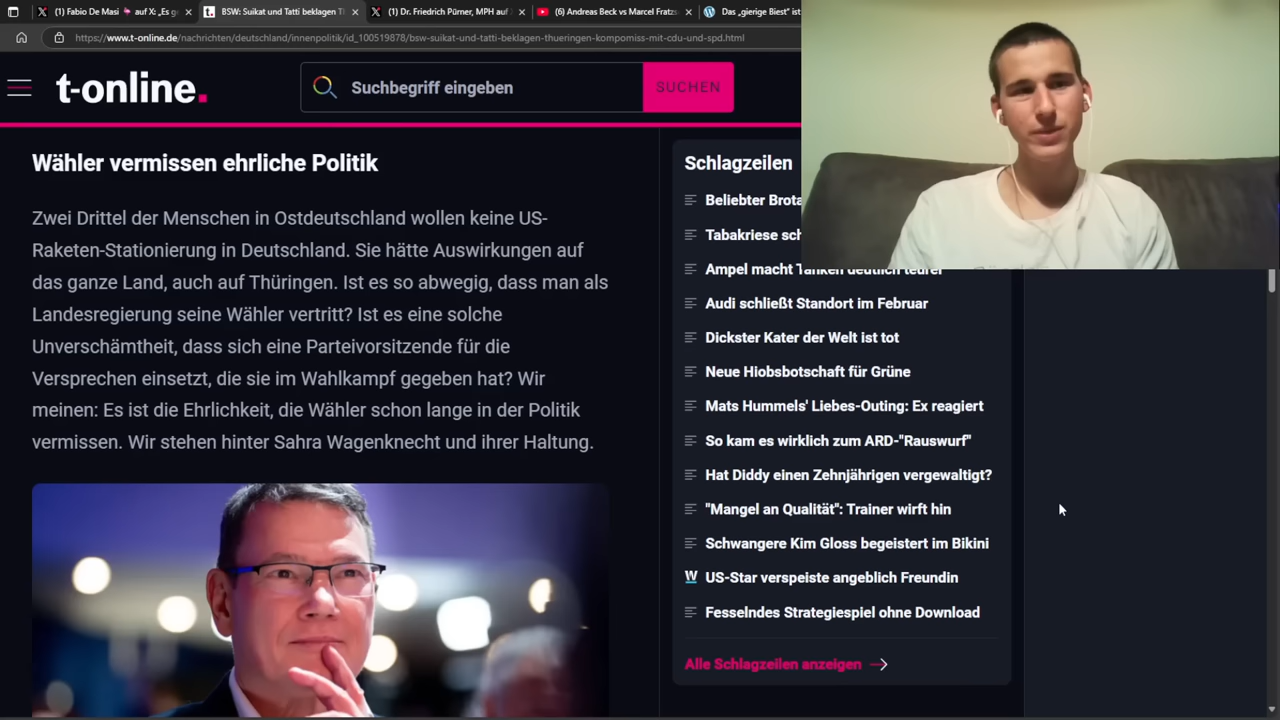 (1) Fabio De Masi 🦩 auf X: „Es g
BSW: Suikat und Tatti beklagen T
(1) Dr. Friedrich Pürner, MPH auf
(6) Andreas Beck vs Marcel Fratzs
Das „gierige Biest“ ist
https://www.t-online.de/nachrichten/deutschland/innenpolitik/id_100519878/bsw-suikat-und-tatti-beklagen-thueringen-kompomiss-mit-cdu-und-spd.html
t-online.
Suchbegriff eingeben
SUCHEN
Wähler vermissen ehrliche Politik
Zwei Drittel der Menschen in Ostdeutschland wollen keine US-
Raketen-Stationierung in Deutschland. Sie hätte Auswirkungen auf
das ganze Land, auch auf Thüringen. Ist es so abwegig, dass man als
Landesregierung seine Wähler vertritt? Ist es eine solche
Unverschämtheit, dass sich eine Parteivorsitzende für die
Versprechen einsetzt, die sie im Wahlkampf gegeben hat? Wir
meinen: Es ist die Ehrlichkeit, die Wähler schon lange in der Politik
vermissen. Wir stehen hinter Sahra Wagenknecht und ihrer Haltung.
Schlagzeilen
Beliebter Brota
Tabakriese sch
Ampel macht Tanken deutlich teurer
Audi schließt Standort im Februar
Dickster Kater der Welt ist tot
Neue Hiobsbotschaft für Grüne
Mats Hummels' Liebes-Outing: Ex reagiert
So kam es wirklich zum ARD-"Rauswurf"
Hat Diddy einen Zehnjährigen vergewaltigt?
"Mangel an Qualität": Trainer wirft hin
Schwangere Kim Gloss begeistert im Bikini
US-Star verspeiste angeblich Freundin
Fesselndes Strategiespiel ohne Download
Alle Schlagzeilen anzeigen